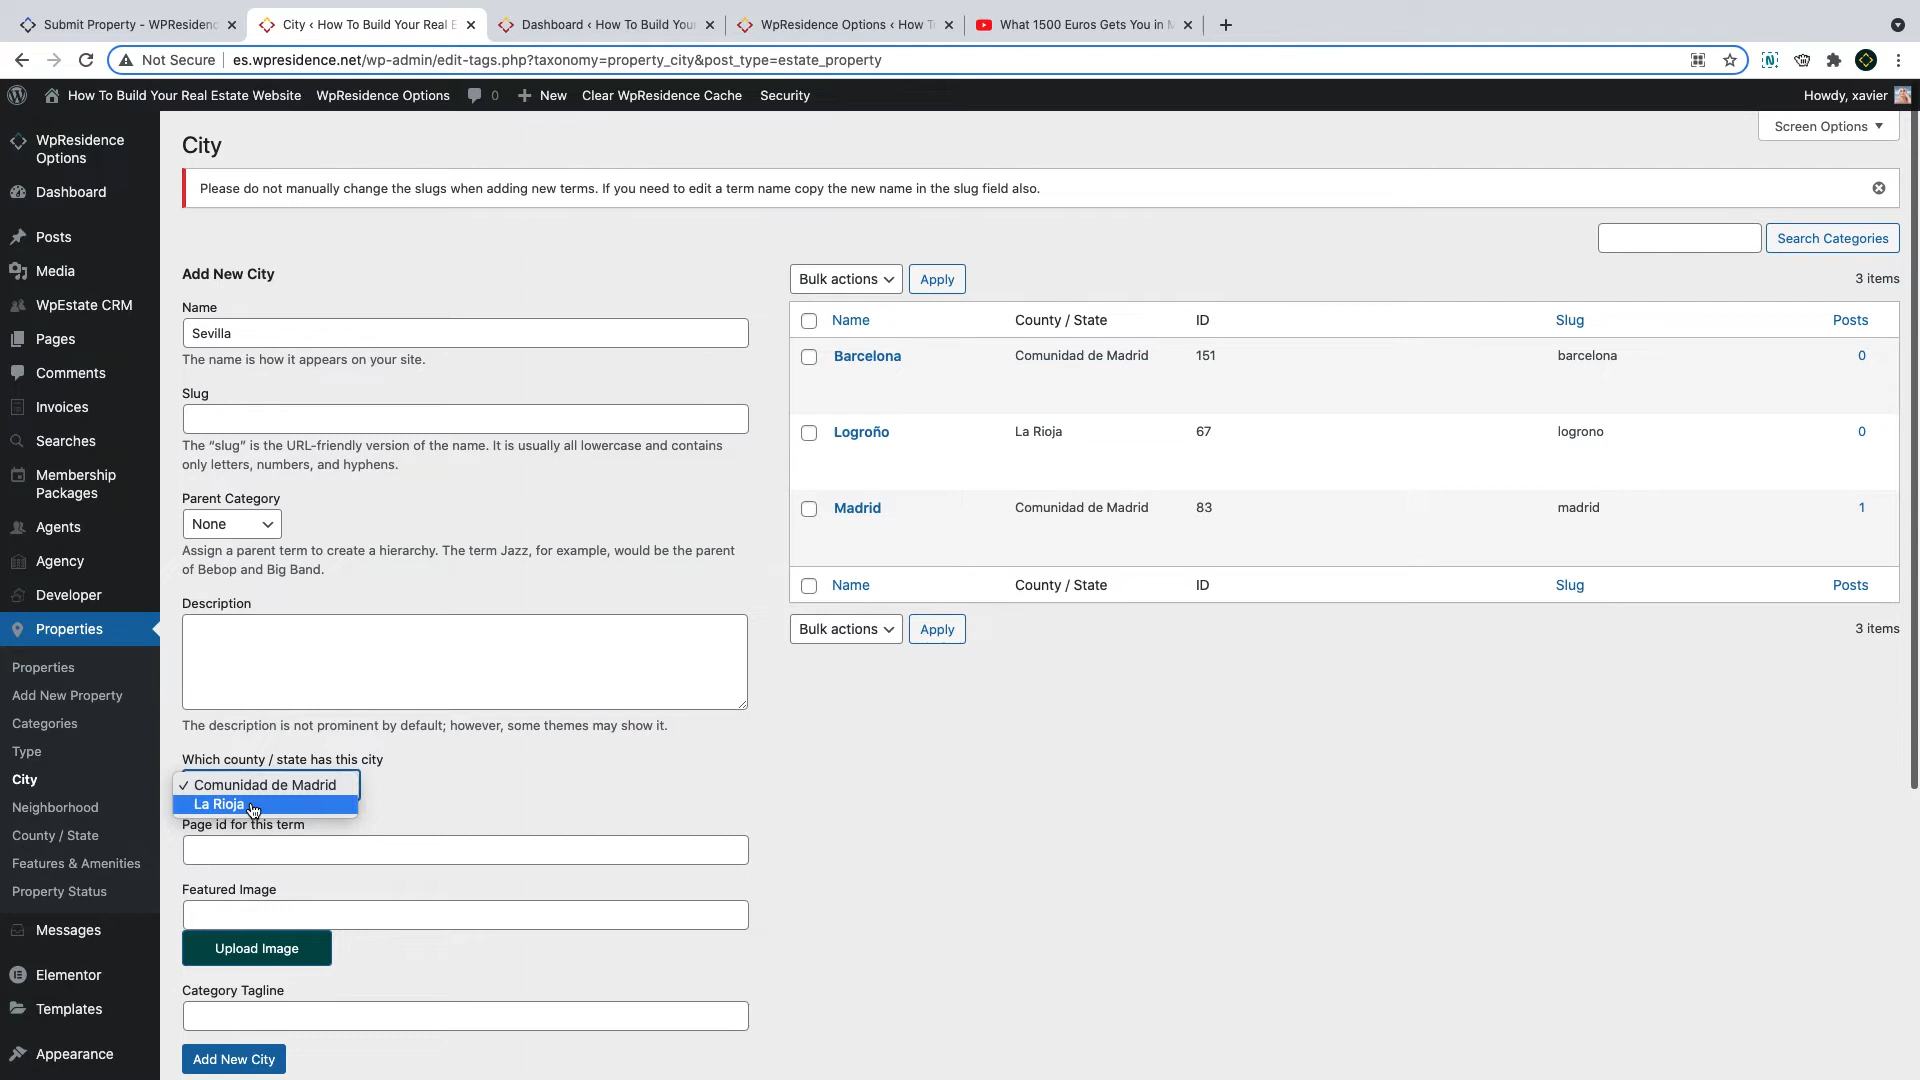 Submit Property - WPResidenc
City ‹ How To Build Your Real E
Dashboard ‹ How To Build You
WpResidence Options ‹ How T
What 1500 Euros Gets You in M
Not Secure
es.wpresidence.net/wp-admin/edit-tags.php?taxonomy=property_city&post_type=estate_property
How To Build Your Real Estate Website
WpResidence Options
0
New
Clear WpResidence Cache
Security
Howdy, xavier
WpResidence
Options
Dashboard
Posts
Media
WpEstate CRM
Pages
Comments
Invoices
Searches
Membership
Packages
Agents
Agency
Developer
Properties
Properties
Add New Property
Categories
Type
City
Neighborhood
County / State
Features & Amenities
Property Status
Messages
Elementor
Templates
Appearance
Screen Options
City
Please do not manually change the slugs when adding new terms. If you need to edit a term name copy the new name in the slug field also.
Search Categories
Add New City
Name
Sevilla
The name is how it appears on your site.
Slug
The “slug” is the URL-friendly version of the name. It is usually all lowercase and contains
only letters, numbers, and hyphens.
Parent Category
None
Assign a parent term to create a hierarchy. The term Jazz, for example, would be the parent
of Bebop and Big Band.
Description
The description is not prominent by default; however, some themes may show it.
Which county / state has this city
Comunidad de Madrid
La Rioja
Page id for this term
Featured Image
Upload Image
Category Tagline
Add New City
Bulk actions
Apply
3 items
Name County / State ID Slug Posts
Barcelona Comunidad de Madrid 151 barcelona 0
Logroño La Rioja 67 logrono 0
Madrid Comunidad de Madrid 83 madrid 1
Name County / State ID Slug Posts
Bulk actions
Apply
3 items